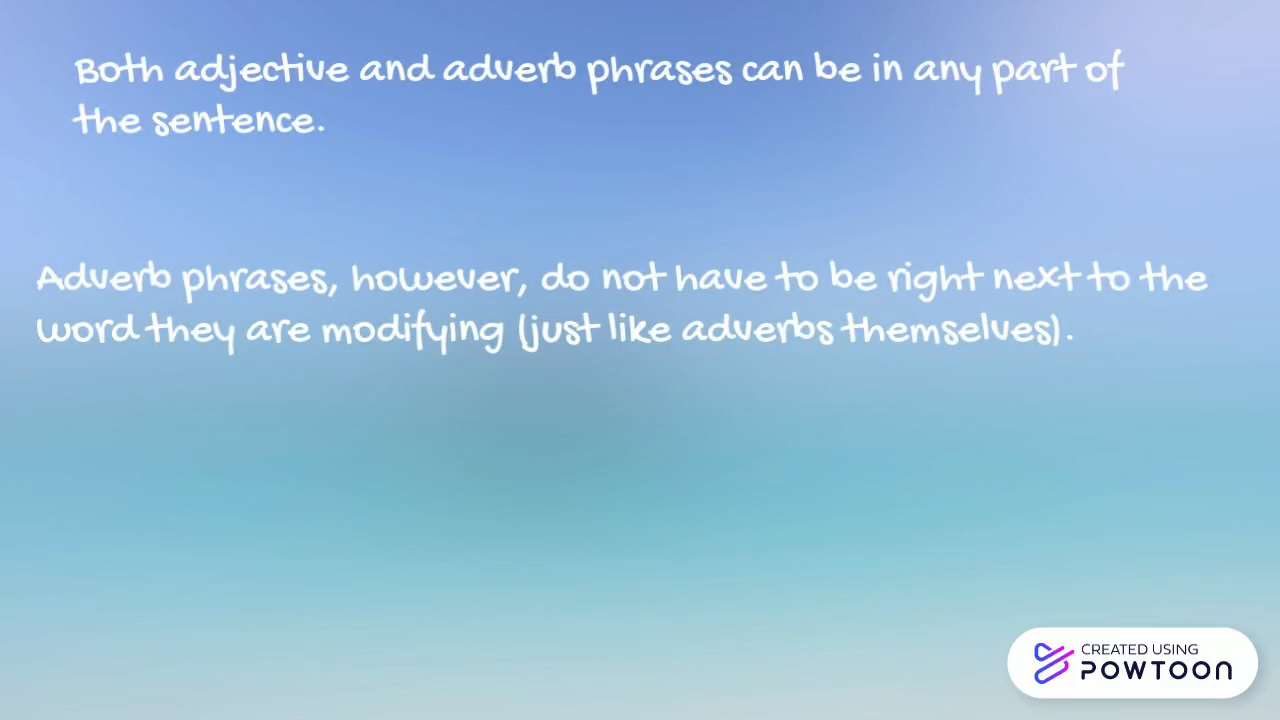 Both adjective and adverb phrases can be in any part of
the sentence.
Adverb phrases, however, do not have to be right next to the
word they are modifying (just like adverbs themselves).
CREATED USING
POWTOON